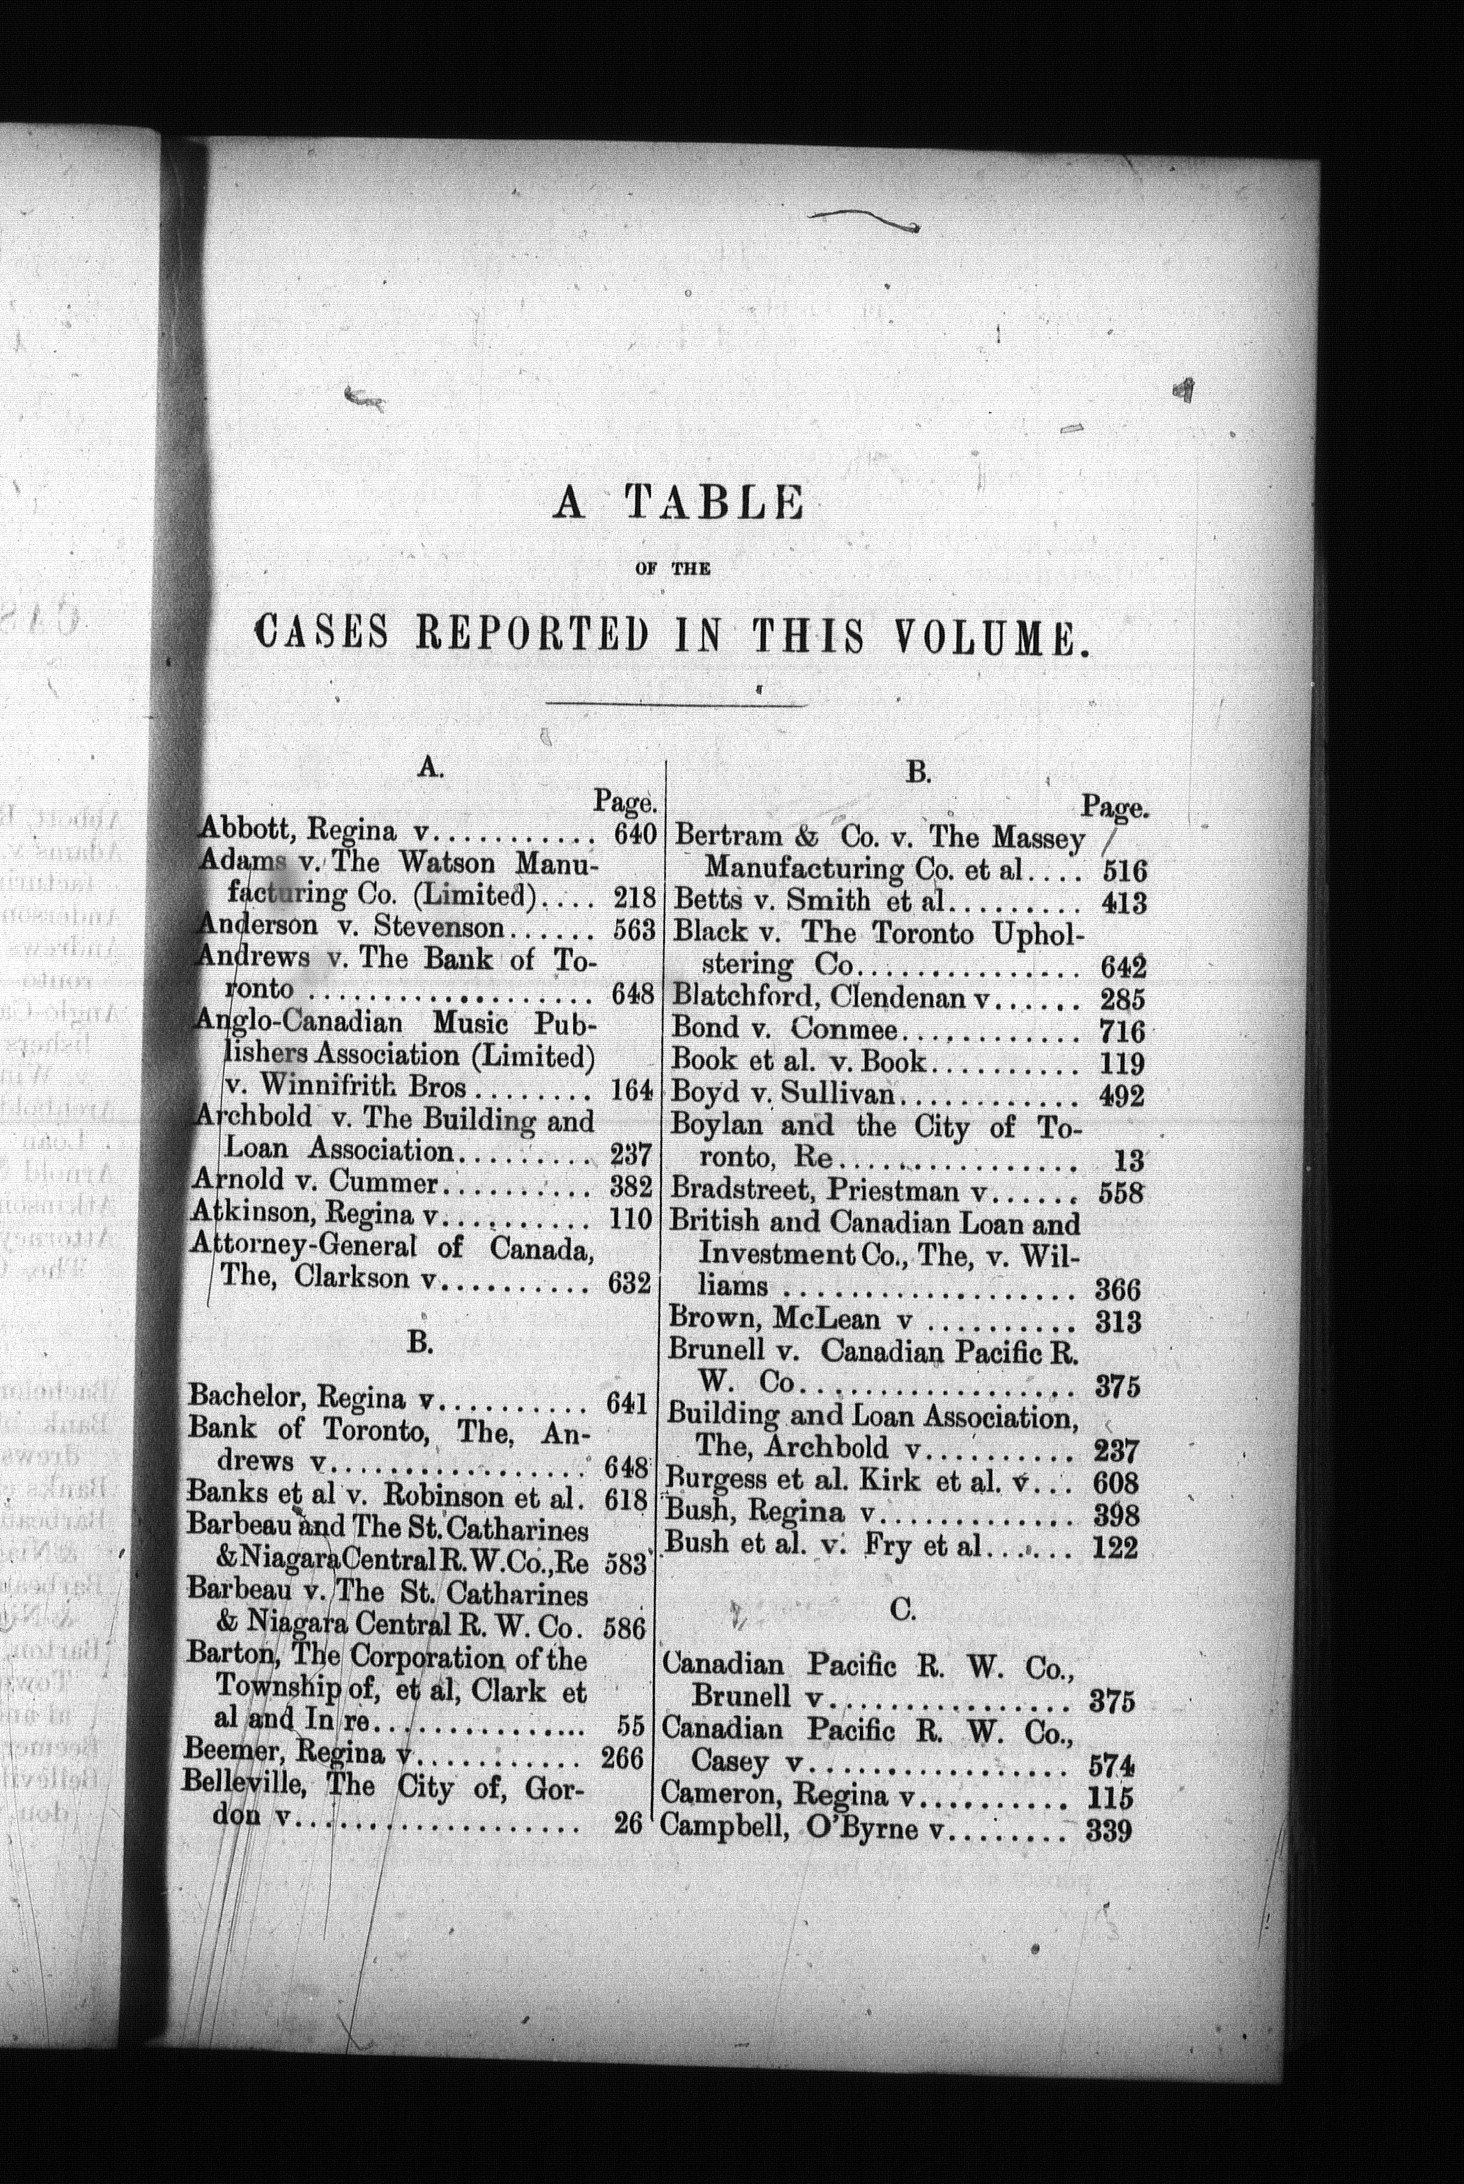 A TABLE
OF THE
CASES REPORTED IN THIS VOLUME.
A.
Page.
Abbott, Regina v........... 640
Adams v. The Watson Manu-
facturing Co. (Limited).... 218
Anderson v. Stevenson...... 563
Andrews v. The Bank of To-
ronto ................... 648
Anglo-Canadian Music Pub-
lishers Association (Limited)
v. Winnifrith Bros ........ 164
Archbold v. The Building and
Loan Association......... 237
Arnold v. Cummer.......... 382
Atkinson, Regina v.......... 110
Attorney-General of Canada,
The, Clarkson v.......... 632
B.
Bachelor, Regina v.......... 641
Bank of Toronto, The, An-
drews v................. 648
Banks et al v. Robinson et al. 618
Barbeau and The St. Catharines
& Niagara Central R. W. Co., Re 583
Barbeau v. The St. Catharines
& Niagara Central R. W. Co. 586
Barton, The Corporation of the
Township of, et al, Clark et
al and In re............... 55
Beemer, Regina v........... 266
Belleville, The City of, Gor-
don v................... 26
B.
Page.
Bertram & Co. v. The Massey
Manufacturing Co. et al.... 516
Betts v. Smith et al......... 413
Black v. The Toronto Uphol-
stering Co............... 642
Blatchford, Clendenan v...... 285
Bond v. Conmee............ 716
Book et al. v. Book.......... 119
Boyd v. Sullivan............ 492
Boylan and the City of To-
ronto, Re................ 13
Bradstreet, Priestman v...... 558
British and Canadian Loan and
Investment Co., The, v. Wil-
liams ................... 366
Brown, McLean v .......... 313
Brunell v. Canadian Pacific R.
W. Co................. 375
Building and Loan Association,
The, Archbold v.......... 237
Burgess et al. Kirk et al. v... 608
Bush, Regina v............. 398
Bush et al. v. Fry et al...... 122
C.
Canadian Pacific R. W. Co.,
Brunell v................ 375
Canadian Pacific R. W. Co.,
Casey v................. 574
Cameron, Regina v.......... 115
Campbell, O'Byrne v........ 339